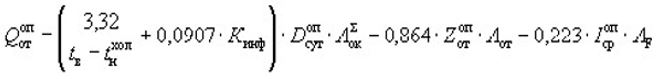 Q_от^оп = (3,32 / (t_в − t_н^хол) + 0,0907 · K_инф) · D_сут^оп · A_ок^Σ − 0,864 · Z_от^оп · A_от − 0,223 · I_ср^оп · A_F